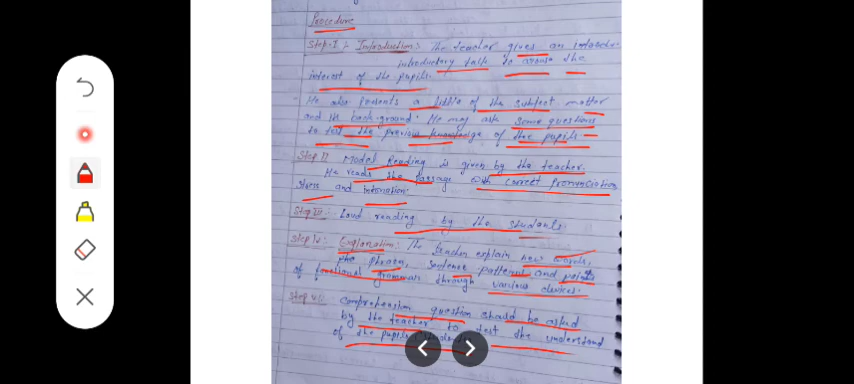 Procedure
Step-I :- Introduction: The teacher gives an
introductory talk to arouse the
interest of the pupils.
- He also presents a little of the subject matter
and its back-ground. He may ask some questions
to test the previous knowledge of the pupils.
Step II Model Reading is given by the teacher.
He reads the passage with correct pronunciation,
stress and intonation.
Step III:- Loud reading by the students.
Step IV Explanation: The teacher explain new words,
the phrases, sentence patterns and points
of functional grammar through various devices.
Comprehension question should be asked
by the teacher to test the understand
of the pupils